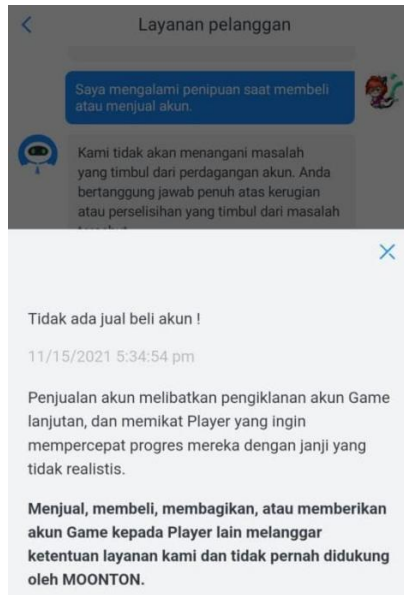 Layanan pelanggan
Saya mengalami penipuan saat membeli
atau menjual akun.
Kami tidak akan menangani masalah
yang timbul dari perdagangan akun. Anda
bertanggung jawab penuh atas kerugian
atau perselisihan yang timbul dari masalah
Tidak ada jual beli akun !
11/15/2021 5:34:54 pm
Penjualan akun melibatkan pengiklanan akun Game
lanjutan, dan memikat Player yang ingin
mempercepat progres mereka dengan janji yang
tidak realistis.
Menjual, membeli, membagikan, atau memberikan
akun Game kepada Player lain melanggar
ketentuan layanan kami dan tidak pernah didukung
oleh MOONTON.